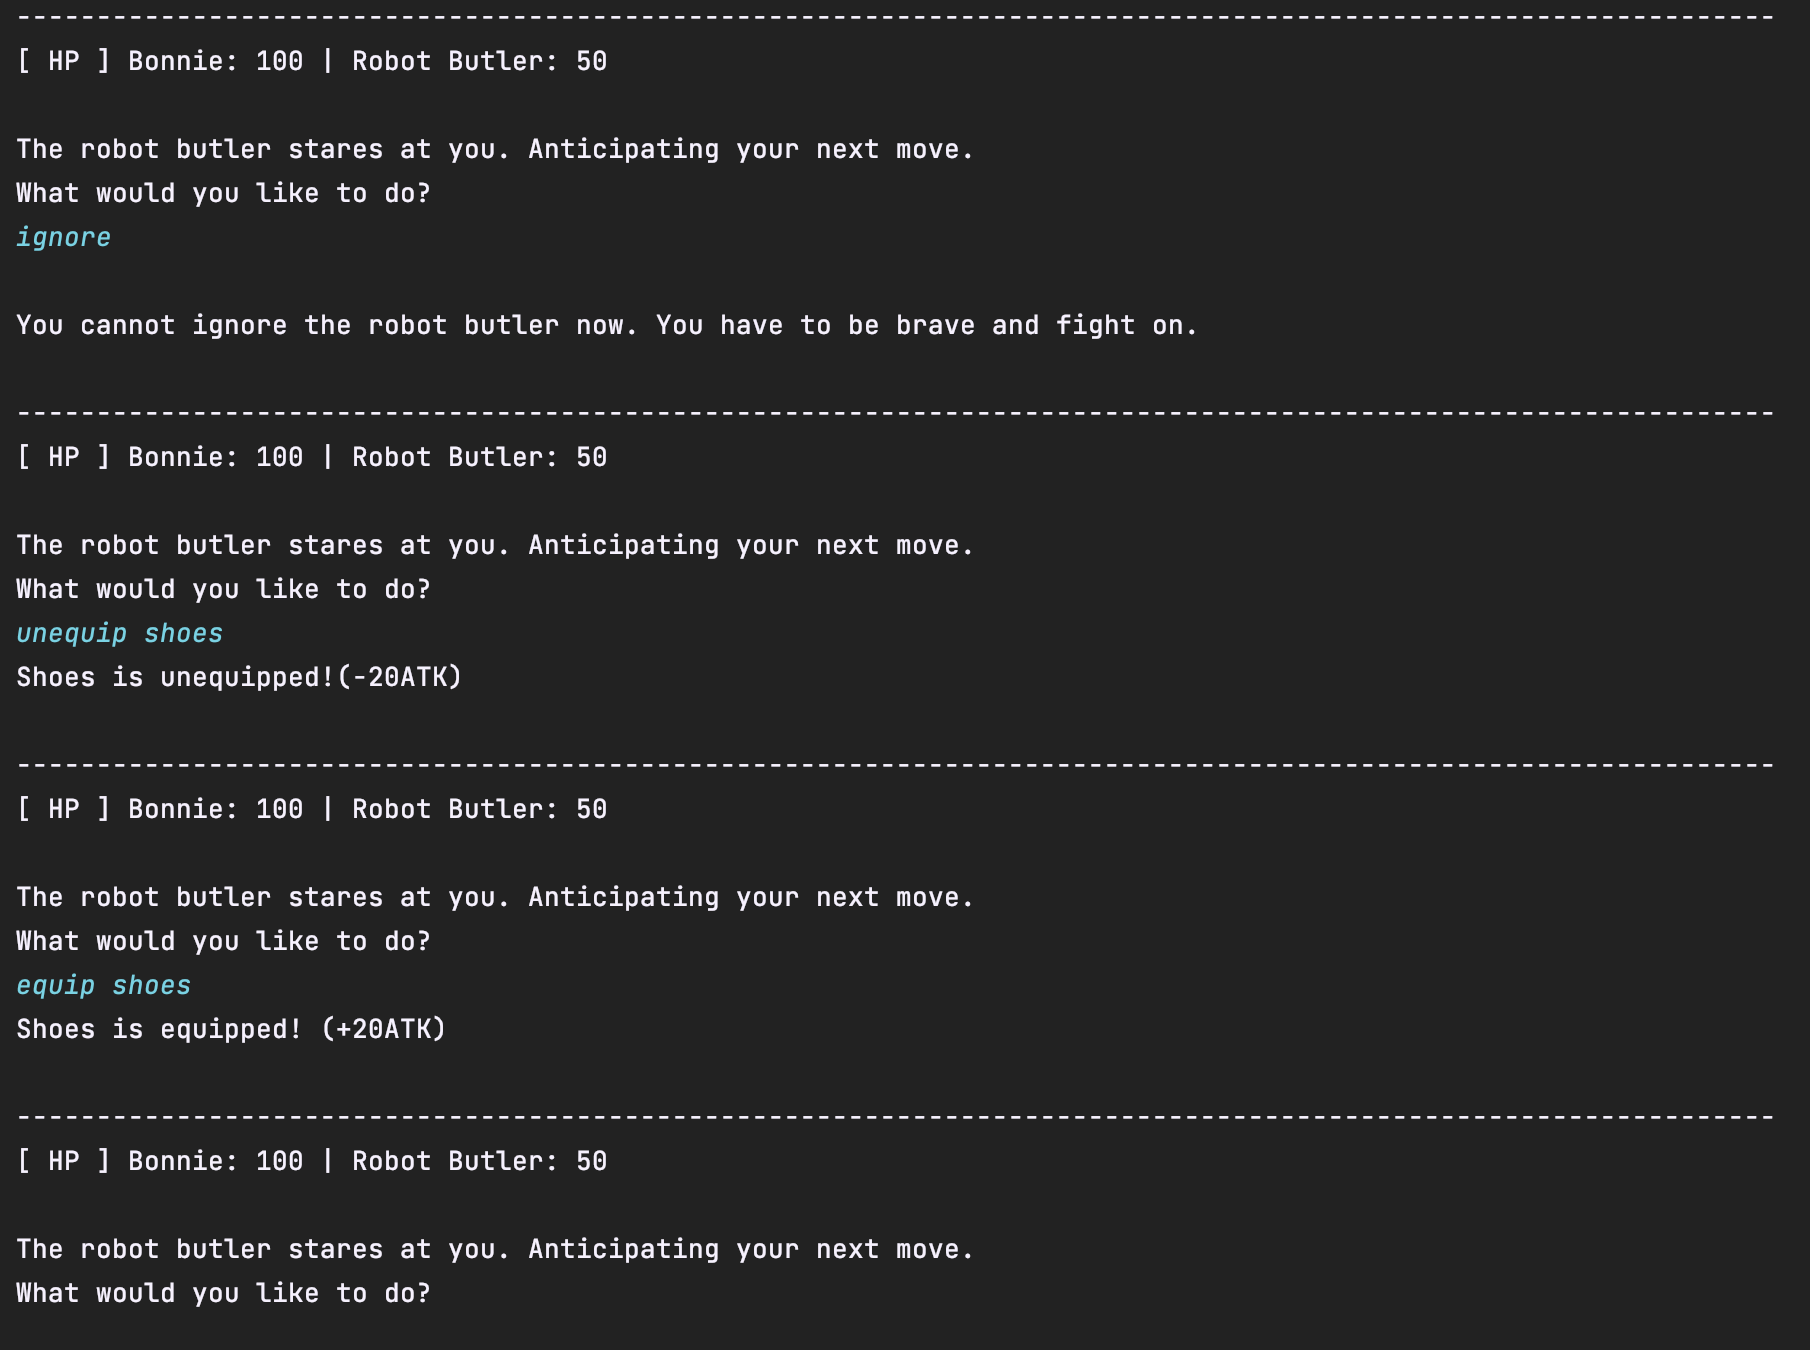 --------------------------------------------------------------------------------------------------------------
[ HP ] Bonnie: 100 | Robot Butler: 50
The robot butler stares at you. Anticipating your next move.
What would you like to do?
ignore
You cannot ignore the robot butler now. You have to be brave and fight on.
--------------------------------------------------------------------------------------------------------------
[ HP ] Bonnie: 100 | Robot Butler: 50
The robot butler stares at you. Anticipating your next move.
What would you like to do?
unequip shoes
Shoes is unequipped!(-20ATK)
--------------------------------------------------------------------------------------------------------------
[ HP ] Bonnie: 100 | Robot Butler: 50
The robot butler stares at you. Anticipating your next move.
What would you like to do?
equip shoes
Shoes is equipped! (+20ATK)
--------------------------------------------------------------------------------------------------------------
[ HP ] Bonnie: 100 | Robot Butler: 50
The robot butler stares at you. Anticipating your next move.
What would you like to do?